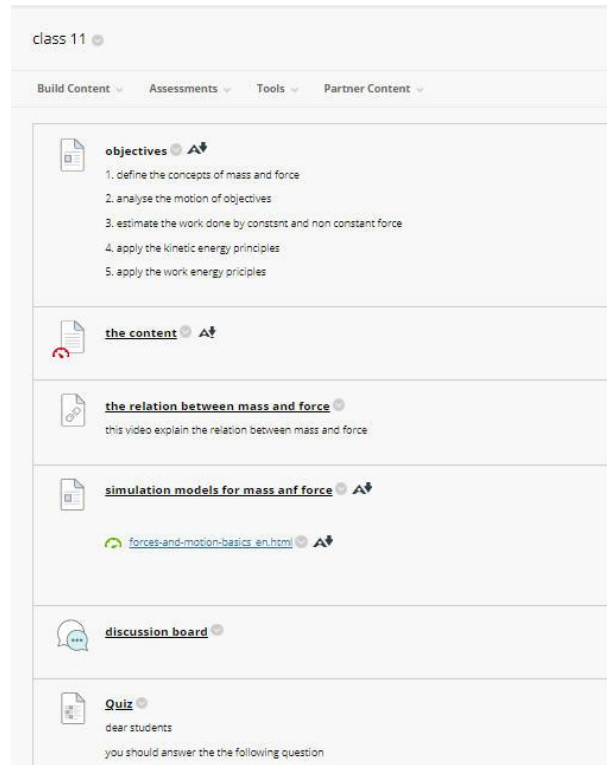 class 11
Build Content Assessments Tools Partner Content
objectives
1. define the concepts of mass and force
2. analyse the motion of objectives
3. estimate the work done by constsnt and non constant force
4. apply the kinetic energy principles
5. apply the work energy priciples
the content
the relation between mass and force
this video explain the relation between mass and force
simulation models for mass anf force
forces-and-motion-basics_en.html
discussion board
Quiz
dear students
you should answer the the following question